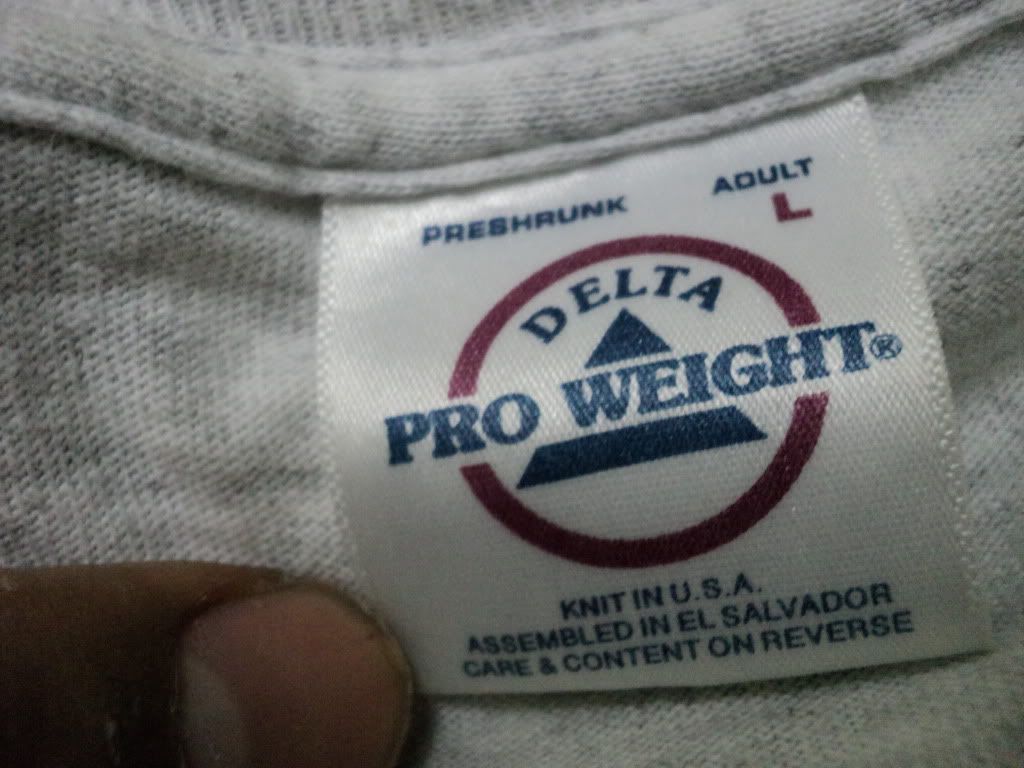 PRESHRUNK ADULT
L
DELTA
PRO WEIGHT®
KNIT IN U.S.A.
ASSEMBLED IN EL SALVADOR
CARE & CONTENT ON REVERSE